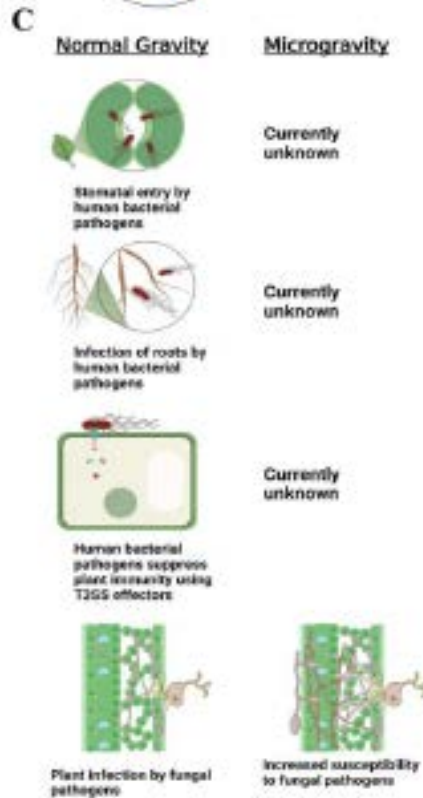 C
Normal Gravity Microgravity
Stomatal entry by
human bacterial
pathogens
Currently
unknown
Infection of roots by
human bacterial
pathogens
Currently
unknown
Human bacterial
pathogens suppress
plant immunity using
T3SS effectors
Currently
unknown
Plant infection by fungal
pathogens
Increased susceptibility
to fungal pathogens